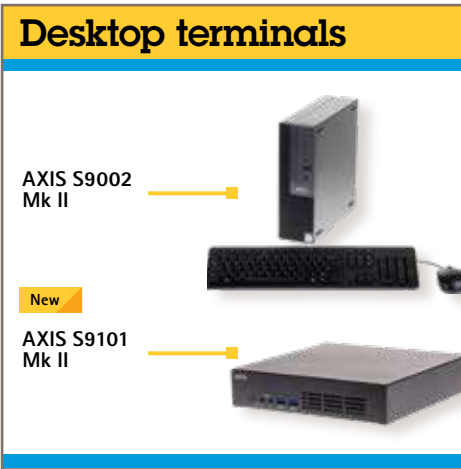 Desktop terminals
AXIS S9002
Mk II
New
AXIS S9101
Mk II